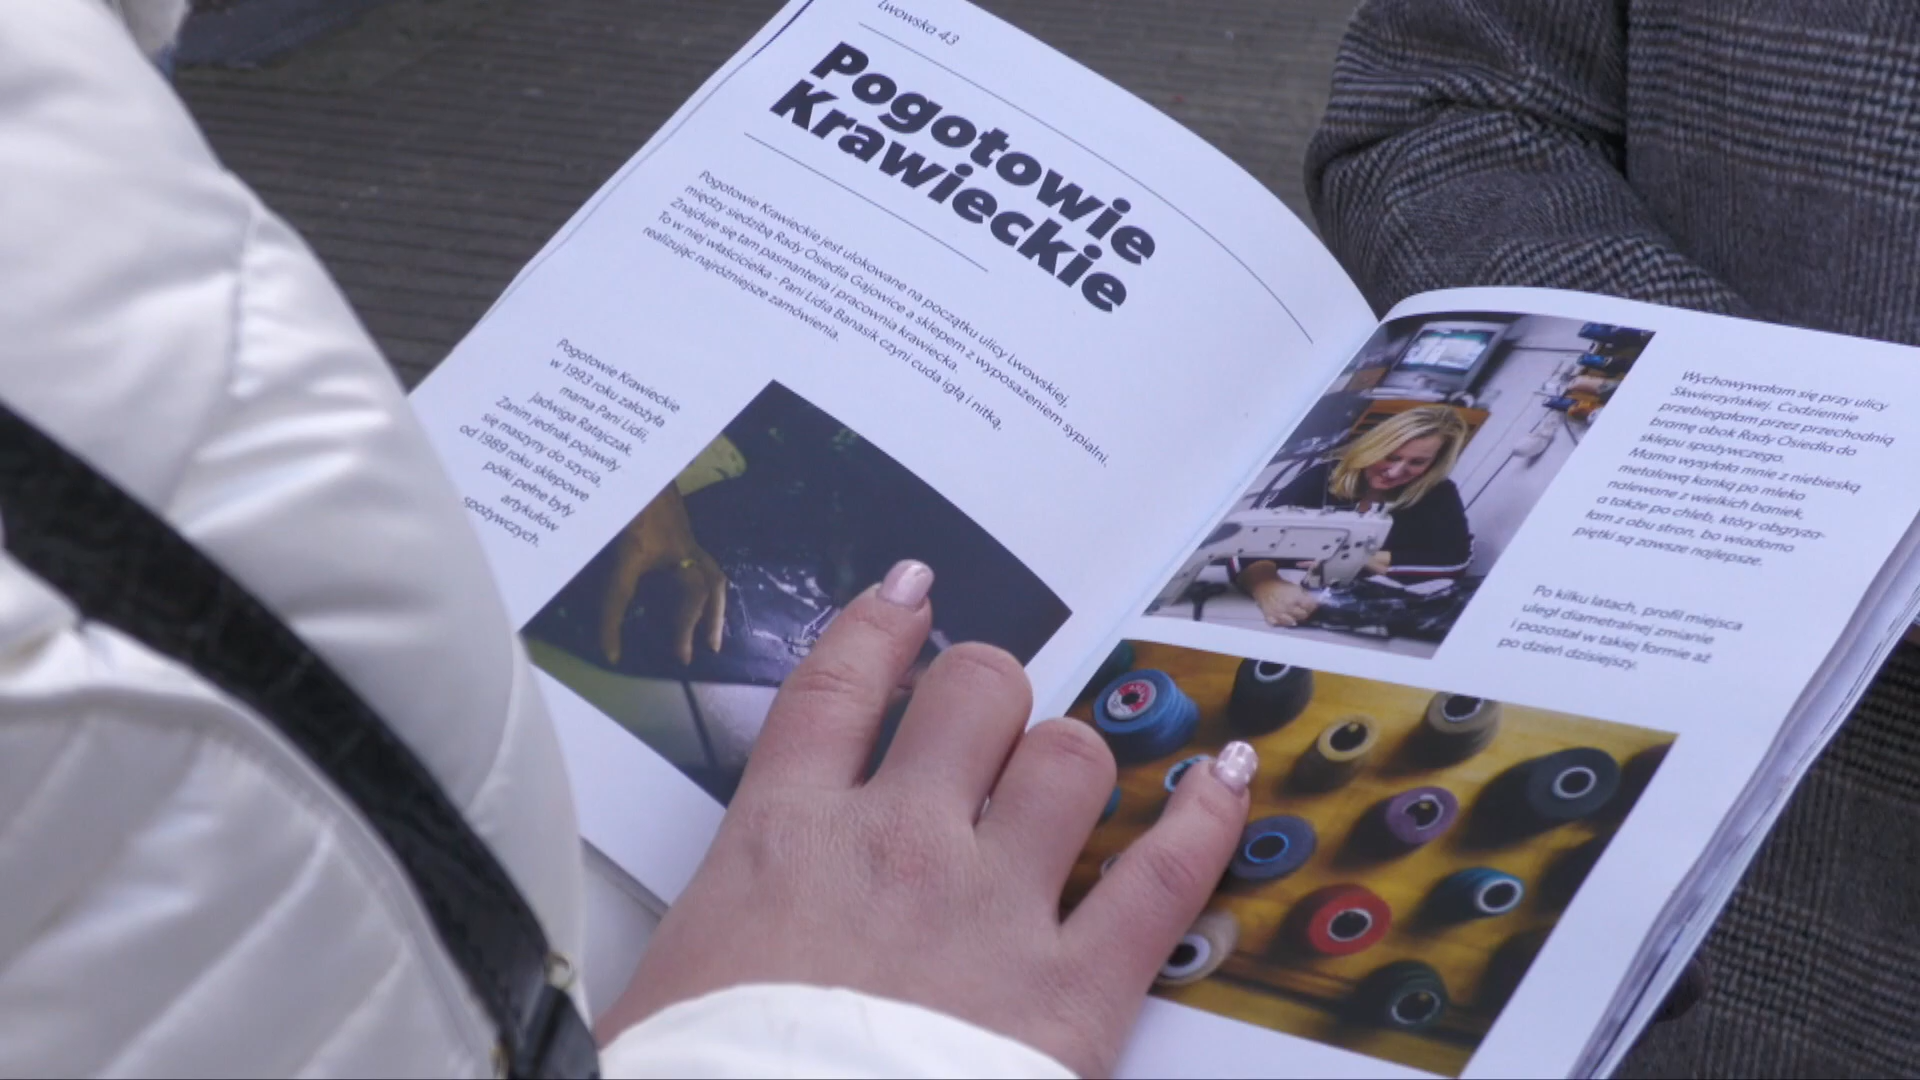 Lwowska 43
Pogotowie
Krawieckie
Pogotowie Krawieckie jest ulokowane na początku ulicy Lwowskiej,
między siedzibą Rady Osiedla Gajowice a sklepem z wyposażeniem sypialni.
Znajduje się tam pasmanteria i pracownia krawiecka.
To w niej właścicielka - Pani Lidia Banasik czyni cuda igłą i nitką,
realizując najróżniejsze zamówienia.
Pogotowie Krawieckie
w 1993 roku założyła
mama Pani Lidii,
Jadwiga Ratajczak.
Zanim jednak pojawiły
się maszyny do szycia,
od 1989 roku sklepowe
półki pełne były
artykułów
spożywczych.
Wychowywałam się przy ulicy
Skwierzyńskiej. Codziennie
przebiegałam przez przechodnią
bramę obok Rady Osiedla do
sklepu spożywczego.
Mama wysyłała mnie z niebieską
metalową kanką po mleko
nalewane z wielkich baniek,
a także po chleb, który obgryza-
łam z obu stron, bo wiadomo
piętki są zawsze najlepsze.
Po kilku latach, profil miejsca
uległ diametralnej zmianie
i pozostał w takiej formie aż
po dzień dzisiejszy.